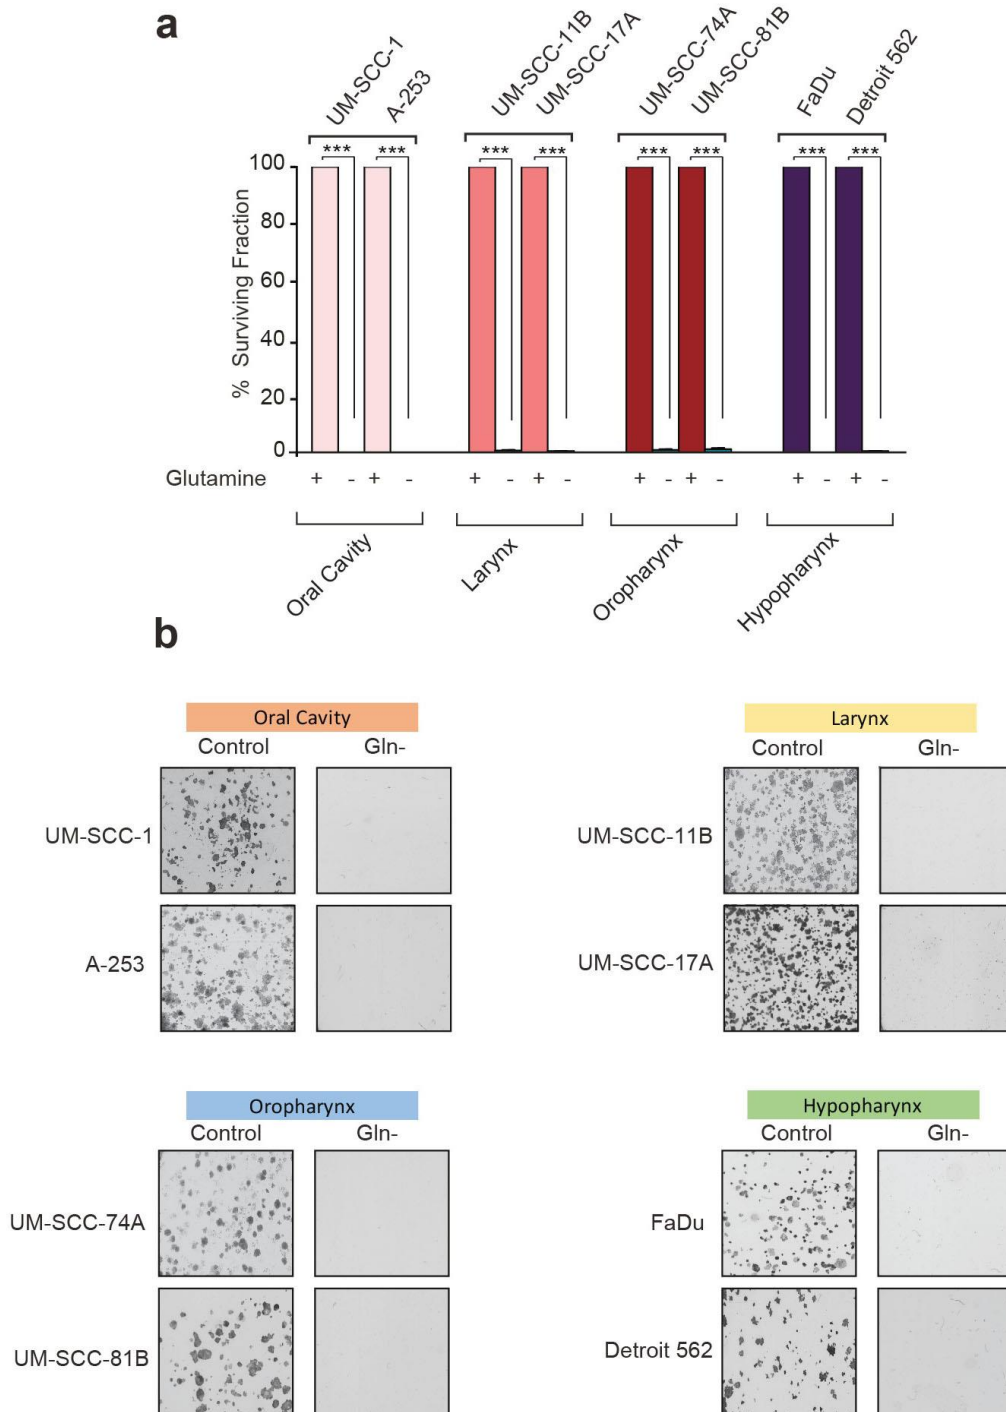 a
UM-SCC-1
A-253
UM-SCC-11B
UM-SCC-17A
UM-SCC-74A
UM-SCC-81B
FaDu
Detroit 562
*** *** *** *** *** *** *** ***
% Surviving Fraction
100
80
60
40
20
0
Glutamine + - + - + - + - + - + - + - + -
Oral Cavity
Larynx
Oropharynx
Hypopharynx
b
Oral Cavity
Control Gln-
UM-SCC-1
A-253
Larynx
Control Gln-
UM-SCC-11B
UM-SCC-17A
Oropharynx
Control Gln-
UM-SCC-74A
UM-SCC-81B
Hypopharynx
Control Gln-
FaDu
Detroit 562